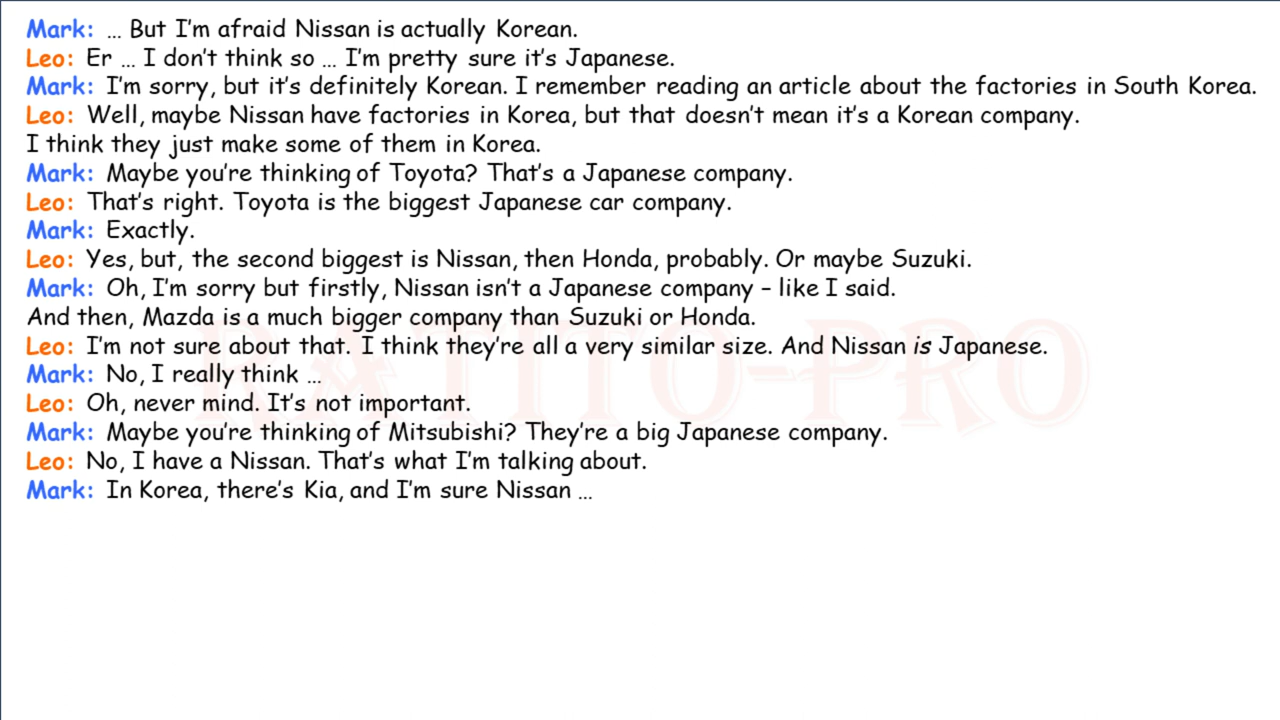 Mark: … But I'm afraid Nissan is actually Korean.
Leo: Er … I don't think so … I'm pretty sure it's Japanese.
Mark: I'm sorry, but it's definitely Korean. I remember reading an article about the factories in South Korea.
Leo: Well, maybe Nissan have factories in Korea, but that doesn't mean it's a Korean company.
I think they just make some of them in Korea.
Mark: Maybe you're thinking of Toyota? That's a Japanese company.
Leo: That's right. Toyota is the biggest Japanese car company.
Mark: Exactly.
Leo: Yes, but, the second biggest is Nissan, then Honda, probably. Or maybe Suzuki.
Mark: Oh, I'm sorry but firstly, Nissan isn't a Japanese company – like I said.
And then, Mazda is a much bigger company than Suzuki or Honda.
Leo: I'm not sure about that. I think they're all a very similar size. And Nissan is Japanese.
Mark: No, I really think …
Leo: Oh, never mind. It's not important.
Mark: Maybe you're thinking of Mitsubishi? They're a big Japanese company.
Leo: No, I have a Nissan. That's what I'm talking about.
Mark: In Korea, there's Kia, and I'm sure Nissan …
RATITO-PRO